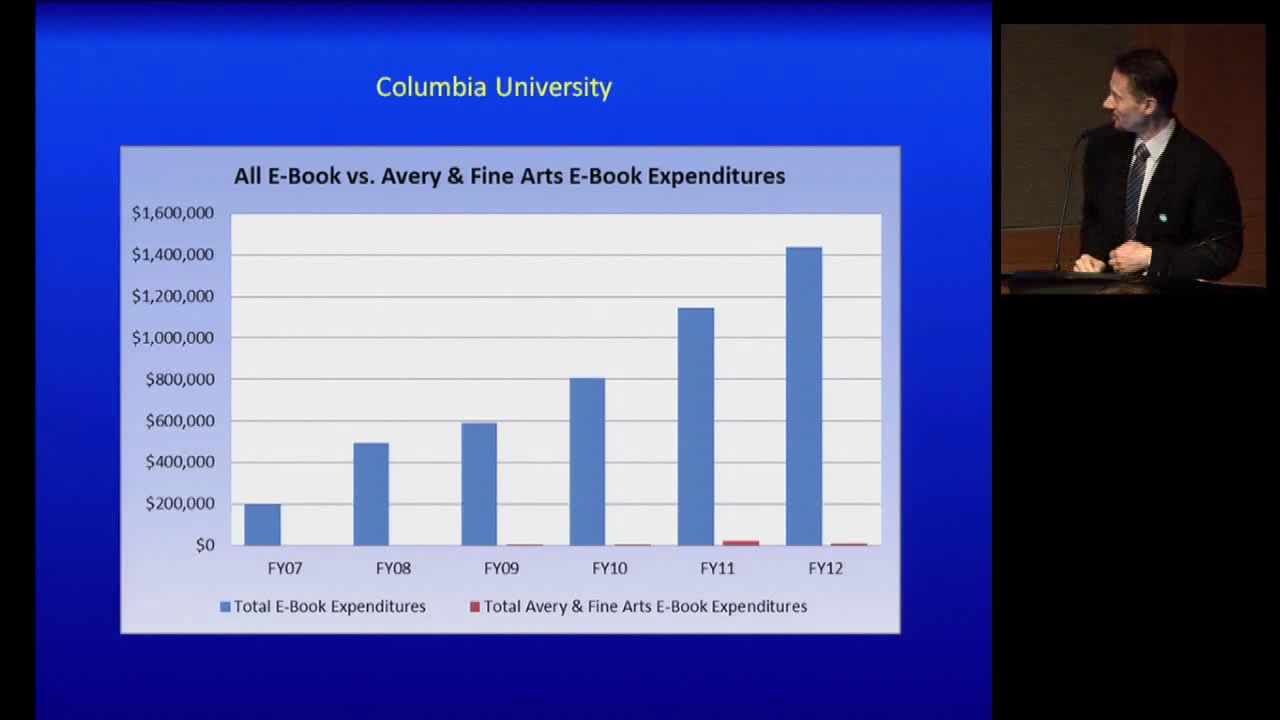 Columbia University
All E-Book vs. Avery & Fine Arts E-Book Expenditures
$1,600,000
$1,400,000
$1,200,000
$1,000,000
$800,000
$600,000
$400,000
$200,000
$0
FY07 FY08 FY09 FY10 FY11 FY12
Total E-Book Expenditures Total Avery & Fine Arts E-Book Expenditures